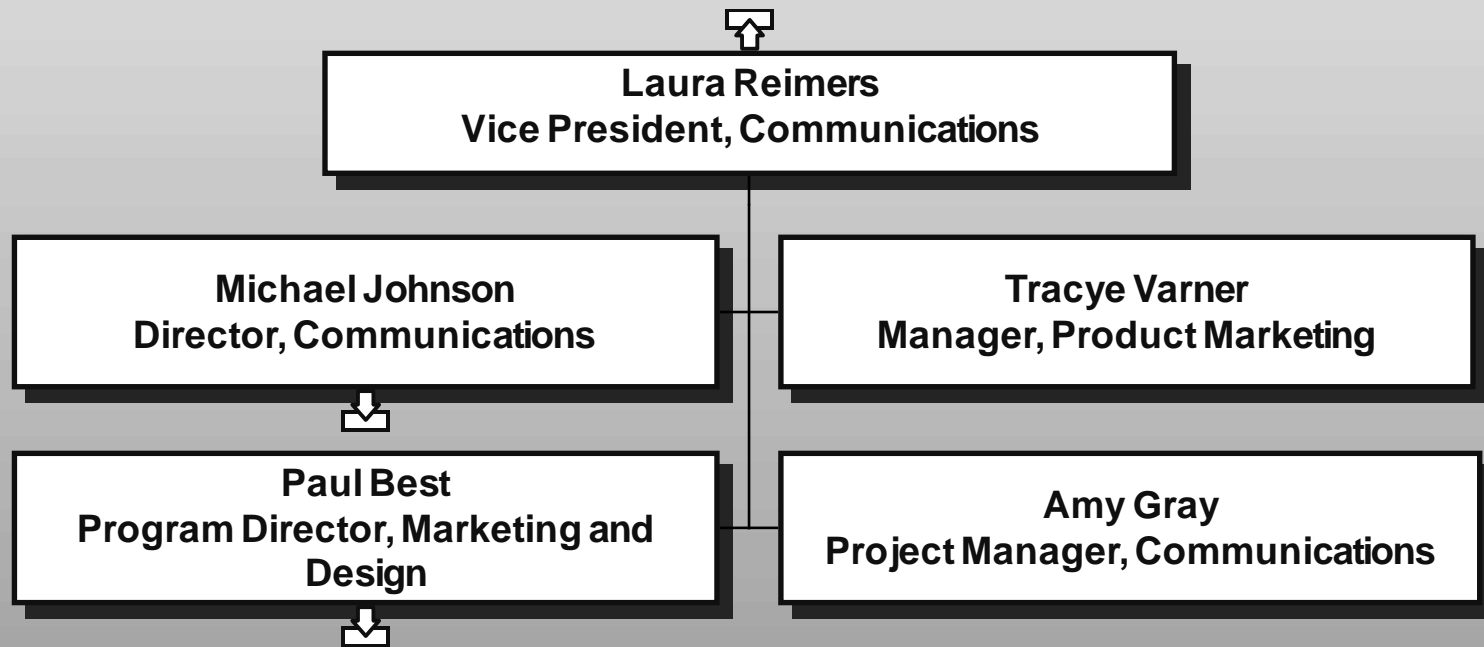 Laura Reimers
Vice President, Communications
Michael Johnson
Director, Communications
Tracye Varner
Manager, Product Marketing
Paul Best
Program Director, Marketing and
Design
Amy Gray
Project Manager, Communications